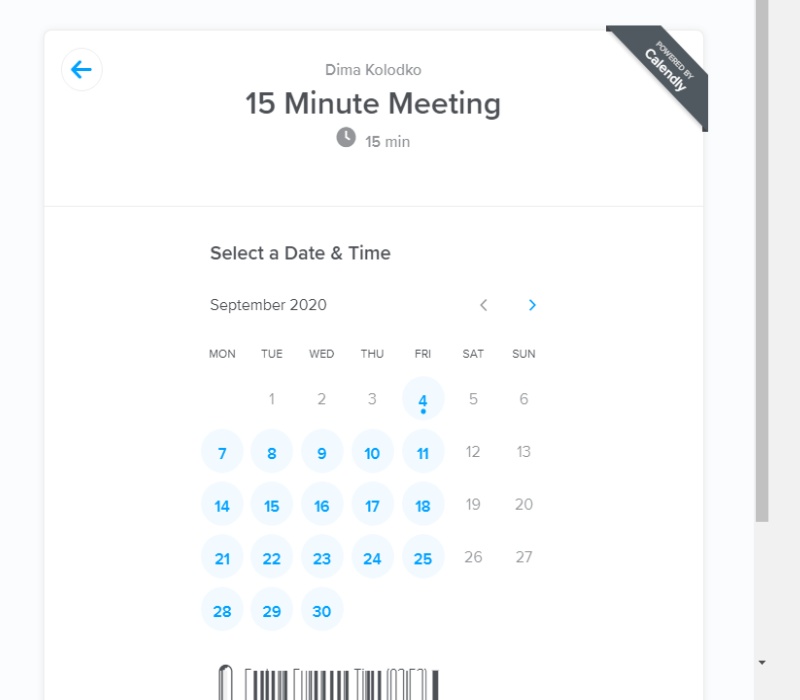 POWERED BY
Calendly
Dima Kolodko
15 Minute Meeting
15 min
Select a Date & Time
September 2020
MON TUE WED THU FRI SAT SUN
1 2 3 4 5 6
7 8 9 10 11 12 13
14 15 16 17 18 19 20
21 22 23 24 25 26 27
28 29 30